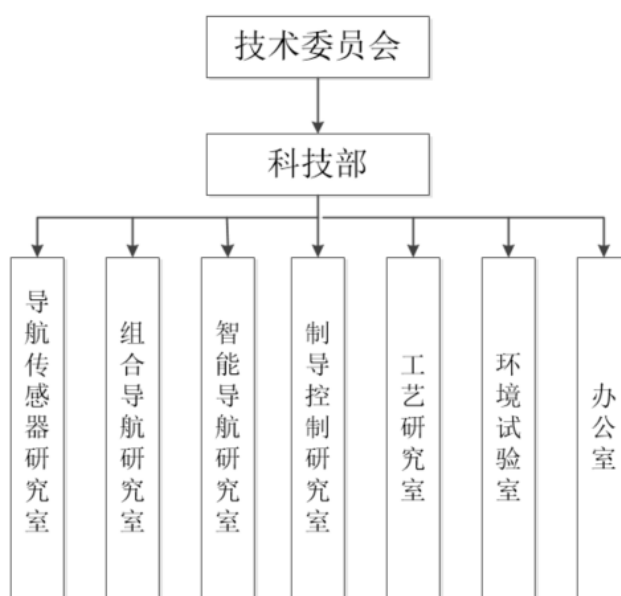 技术委员会
科技部
导航传感器研究室
组合导航研究室
智能导航研究室
制导控制研究室
工艺研究室
环境试验室
办公室